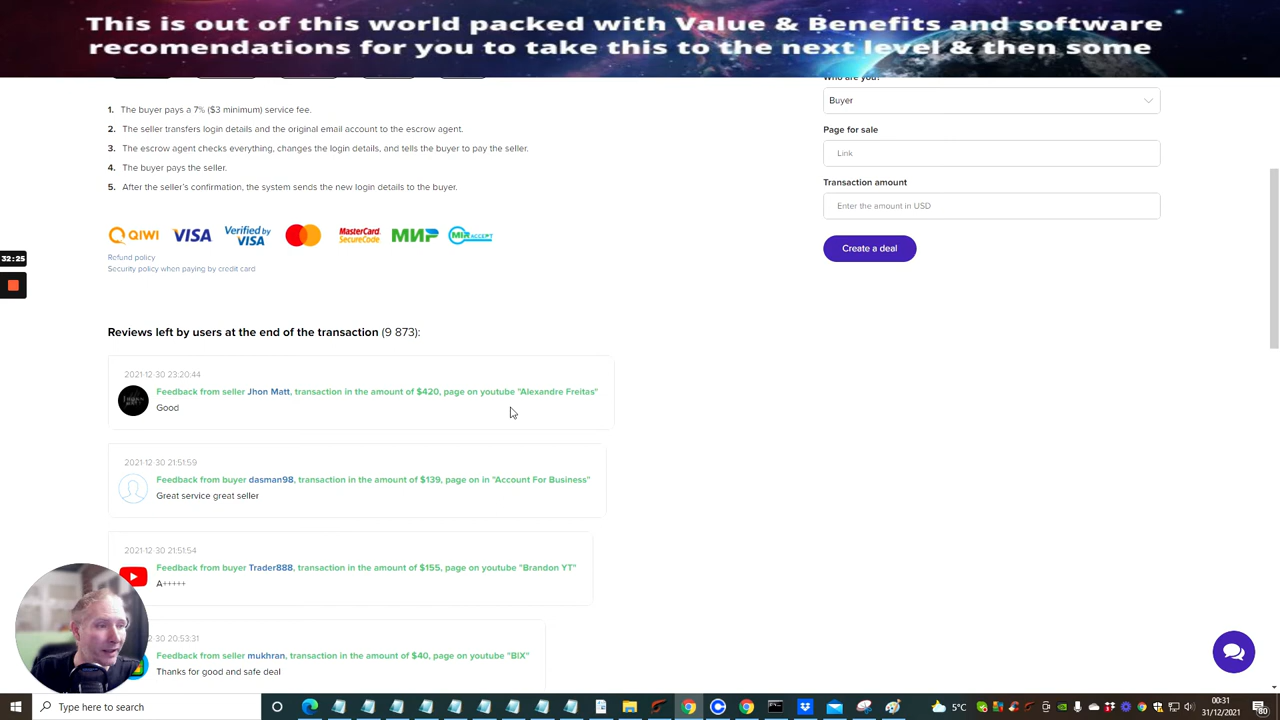 This is out of this world packed with Value & Benefits and software
recomendations for you to take this to the next level & then some
Who are you?
Buyer
Page for sale
Link
Transaction amount
Enter the amount in USD
Create a deal
1. The buyer pays a 7% ($3 minimum) service fee.
2. The seller transfers login details and the original email account to the escrow agent.
3. The escrow agent checks everything, changes the login details, and tells the buyer to pay the seller.
4. The buyer pays the seller.
5. After the seller's confirmation, the system sends the new login details to the buyer.
QIWI VISA Verified by VISA MasterCard SecureCode МИР MIR ACCEPT
Refund policy
Security policy when paying by credit card
32:25
Reviews left by users at the end of the transaction (9 873):
2021-12-30 23:20:44
Feedback from seller Jhon Matt, transaction in the amount of $420, page on youtube "Alexandre Freitas"
Good
2021-12-30 21:51:59
Feedback from buyer dasman98, transaction in the amount of $139, page on in "Account For Business"
Great service great seller
2021-12-30 21:51:54
Feedback from buyer Trader888, transaction in the amount of $155, page on youtube "Brandon YT"
A+++++
2-30 20:53:31
Feedback from seller mukhran, transaction in the amount of $40, page on youtube "BIX"
Thanks for good and safe deal
Type here to search
5°C
00:31
31/12/2021
80